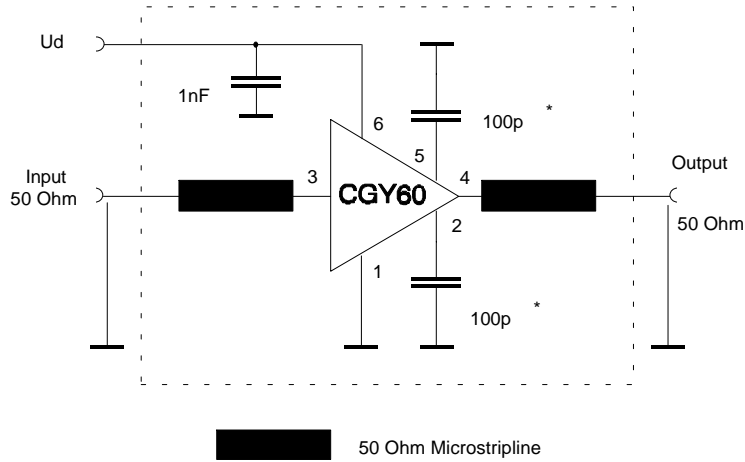 Ud
1nF
6
100p *
5
Input
50 Ohm
3
CGY60
4
Output
50 Ohm
2
1
100p *
50 Ohm Microstripline